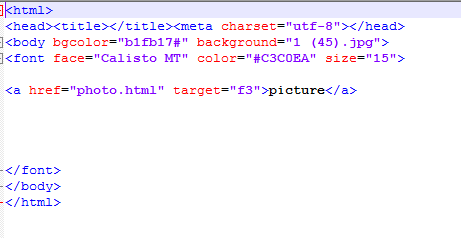 <html>
<head><title></title><meta charset="utf-8"></head>
<body bgcolor="b1fb17#" background="1 (45).jpg">
<font face="Calisto MT" color="#C3C0EA" size="15">
<a href="photo.html" target="f3">picture</a>
</font>
</body>
</html>